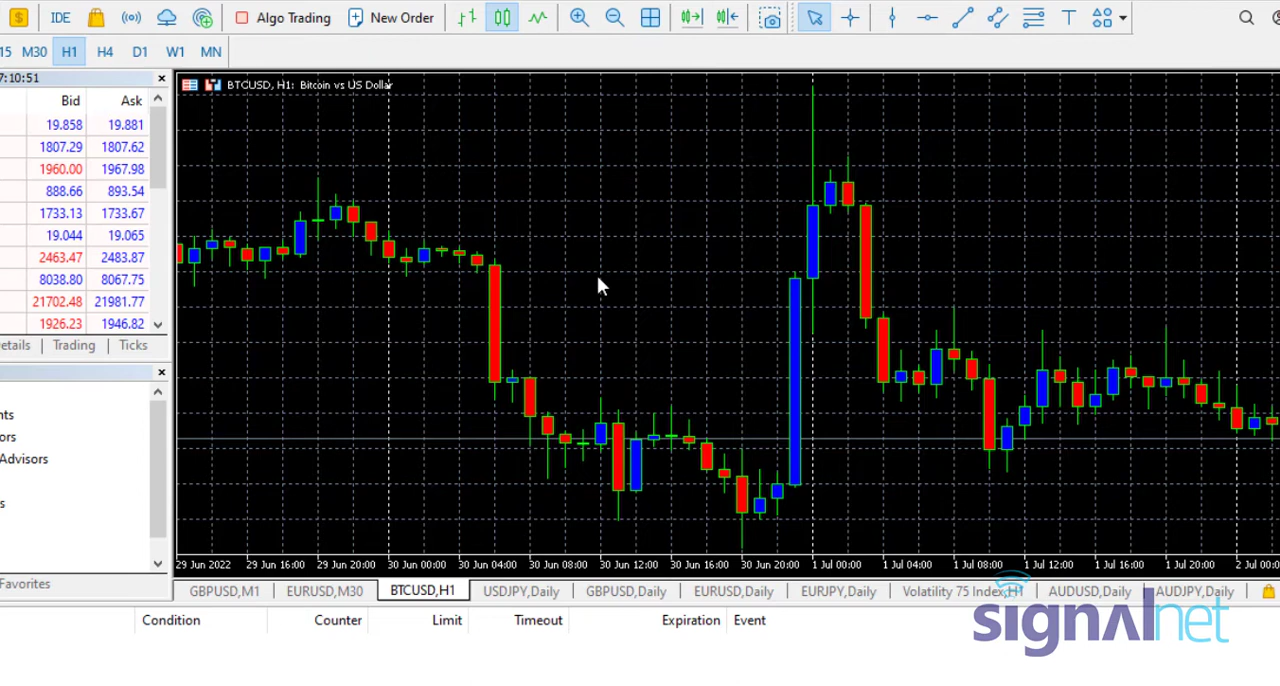 $ IDE Algo Trading New Order T
15 M30 H1 H4 D1 W1 MN
7:10:51
BTCUSD, H1: Bitcoin vs US Dollar
Bid Ask
19.858 19.881
1807.29 1807.62
1960.00 1967.98
888.66 893.54
1733.13 1733.67
19.044 19.065
2463.47 2483.87
8038.80 8067.75
21702.48 21981.77
1926.23 1946.82
etails Trading Ticks
nts
ors
Advisors
s
Favorites
29 Jun 2022 29 Jun 16:00 29 Jun 20:00 30 Jun 00:00 30 Jun 04:00 30 Jun 08:00 30 Jun 12:00 30 Jun 16:00 30 Jun 20:00 1 Jul 00:00 1 Jul 04:00 1 Jul 08:00 1 Jul 12:00 1 Jul 16:00 1 Jul 20:00 2 Jul 00:0
GBPUSD,M1 EURUSD,M30 BTCUSD,H1 USDJPY,Daily GBPUSD,Daily EURUSD,Daily EURJPY,Daily Volatility 75 Index,H1 AUDUSD,Daily AUDJPY,Daily
Condition Counter Limit Timeout Expiration Event
signalnet